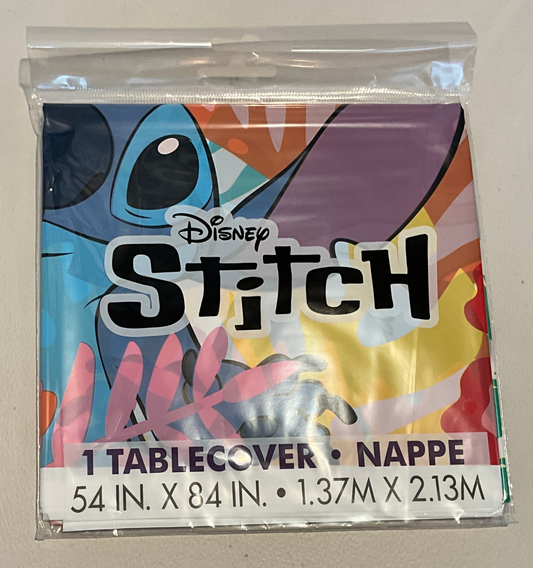 Disney
Stitch
1 TABLECOVER • NAPPE
54 IN. X 84 IN. • 1.37M X 2.13M